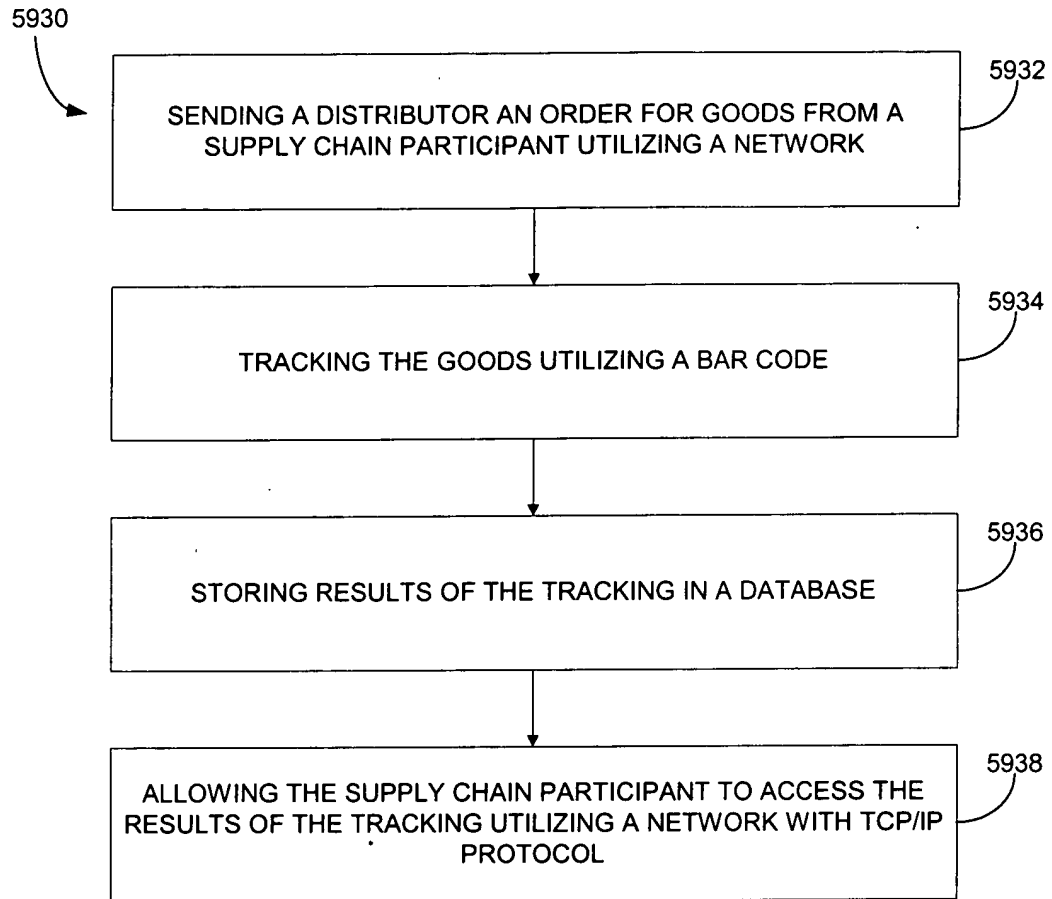 5930
5932
SENDING A DISTRIBUTOR AN ORDER FOR GOODS FROM A
SUPPLY CHAIN PARTICIPANT UTILIZING A NETWORK
5934
TRACKING THE GOODS UTILIZING A BAR CODE
5936
STORING RESULTS OF THE TRACKING IN A DATABASE
5938
ALLOWING THE SUPPLY CHAIN PARTICIPANT TO ACCESS THE
RESULTS OF THE TRACKING UTILIZING A NETWORK WITH TCP/IP
PROTOCOL